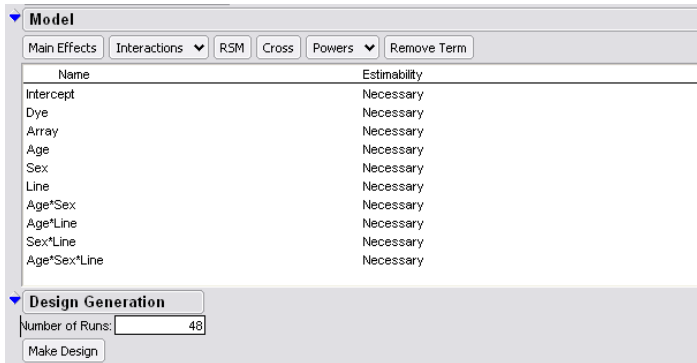 Model
Main Effects Interactions RSM Cross Powers Remove Term
Name Estimability
Intercept Necessary
Dye Necessary
Array Necessary
Age Necessary
Sex Necessary
Line Necessary
Age*Sex Necessary
Age*Line Necessary
Sex*Line Necessary
Age*Sex*Line Necessary
Design Generation
Number of Runs: 48
Make Design